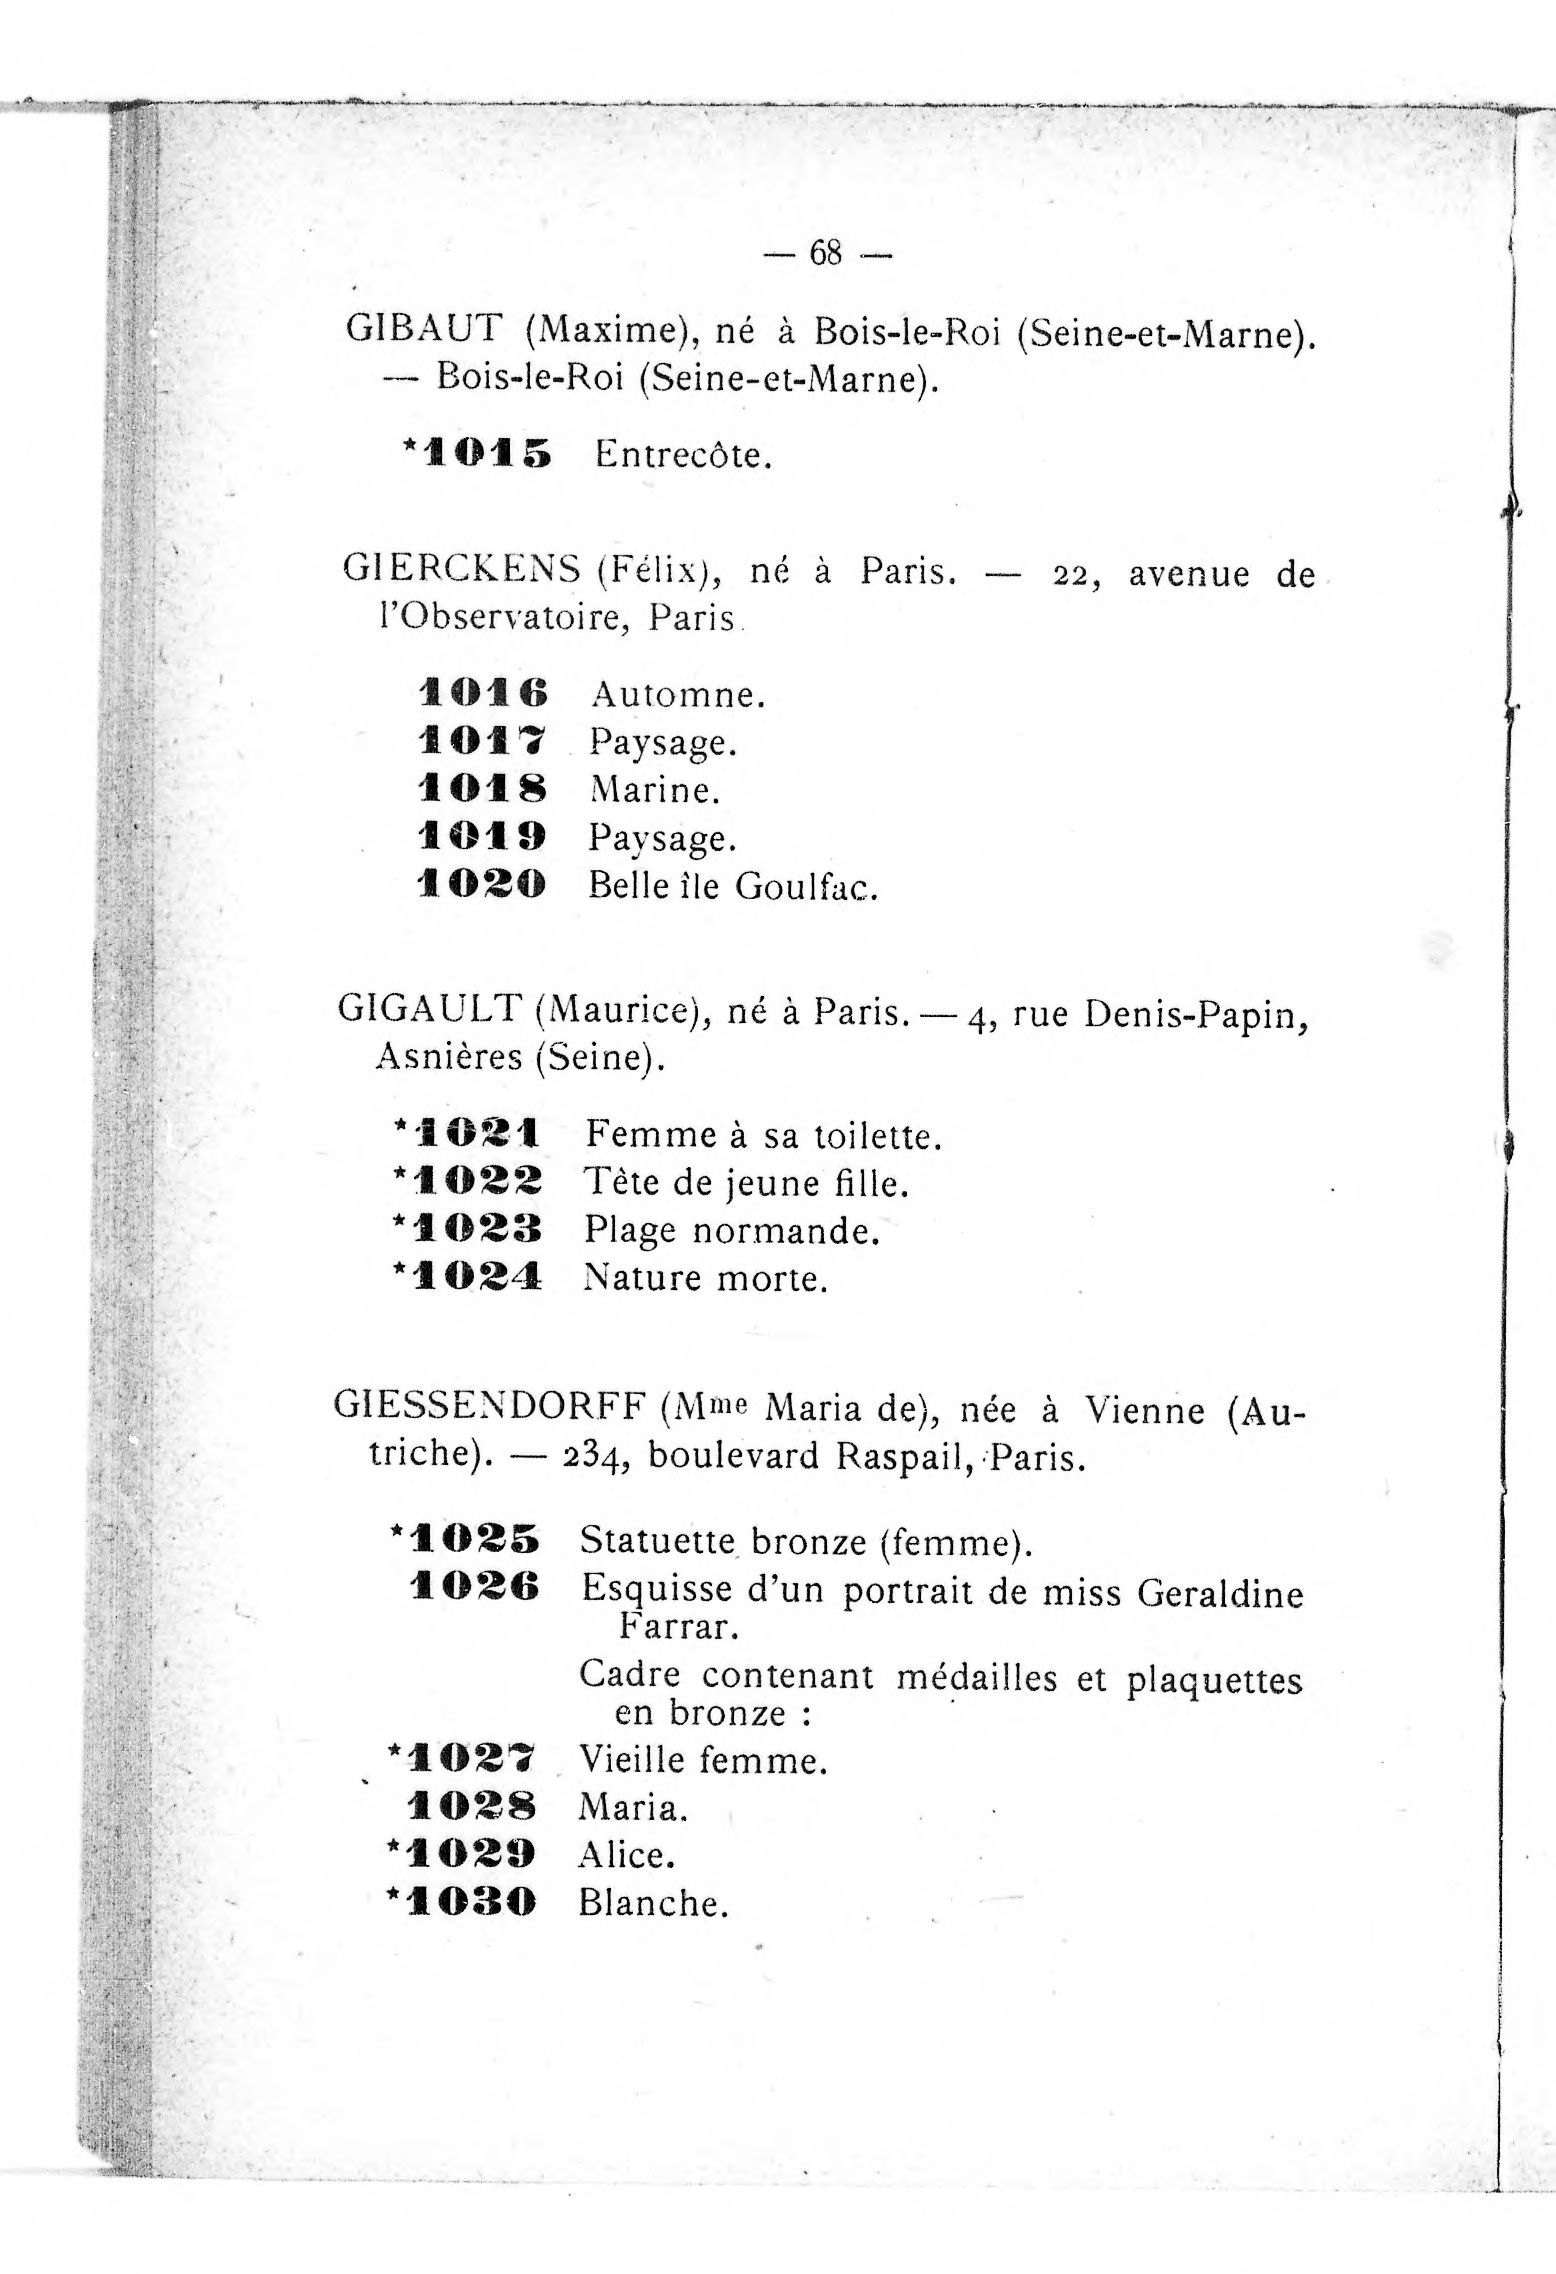 — 68 —
GIBAUT (Maxime), né à Bois-le-Roi (Seine-et-Marne).
— Bois-le-Roi (Seine-et-Marne).
*1015 Entrecôte.
GIERCKENS (Félix), né à Paris. — 22, avenue de
l'Observatoire, Paris.
1016 Automne.
1017 Paysage.
1018 Marine.
1019 Paysage.
1020 Belle île Goulfac.
GIGAULT (Maurice), né à Paris. — 4, rue Denis-Papin,
Asnières (Seine).
*1021 Femme à sa toilette.
*1022 Tête de jeune fille.
*1023 Plage normande.
*1024 Nature morte.
GIESSENDORFF (Mme Maria de), née à Vienne (Au-
triche). — 234, boulevard Raspail, Paris.
*1025 Statuette bronze (femme).
1026 Esquisse d'un portrait de miss Geraldine
Farrar.
Cadre contenant médailles et plaquettes
en bronze :
*1027 Vieille femme.
1028 Maria.
*1029 Alice.
*1030 Blanche.